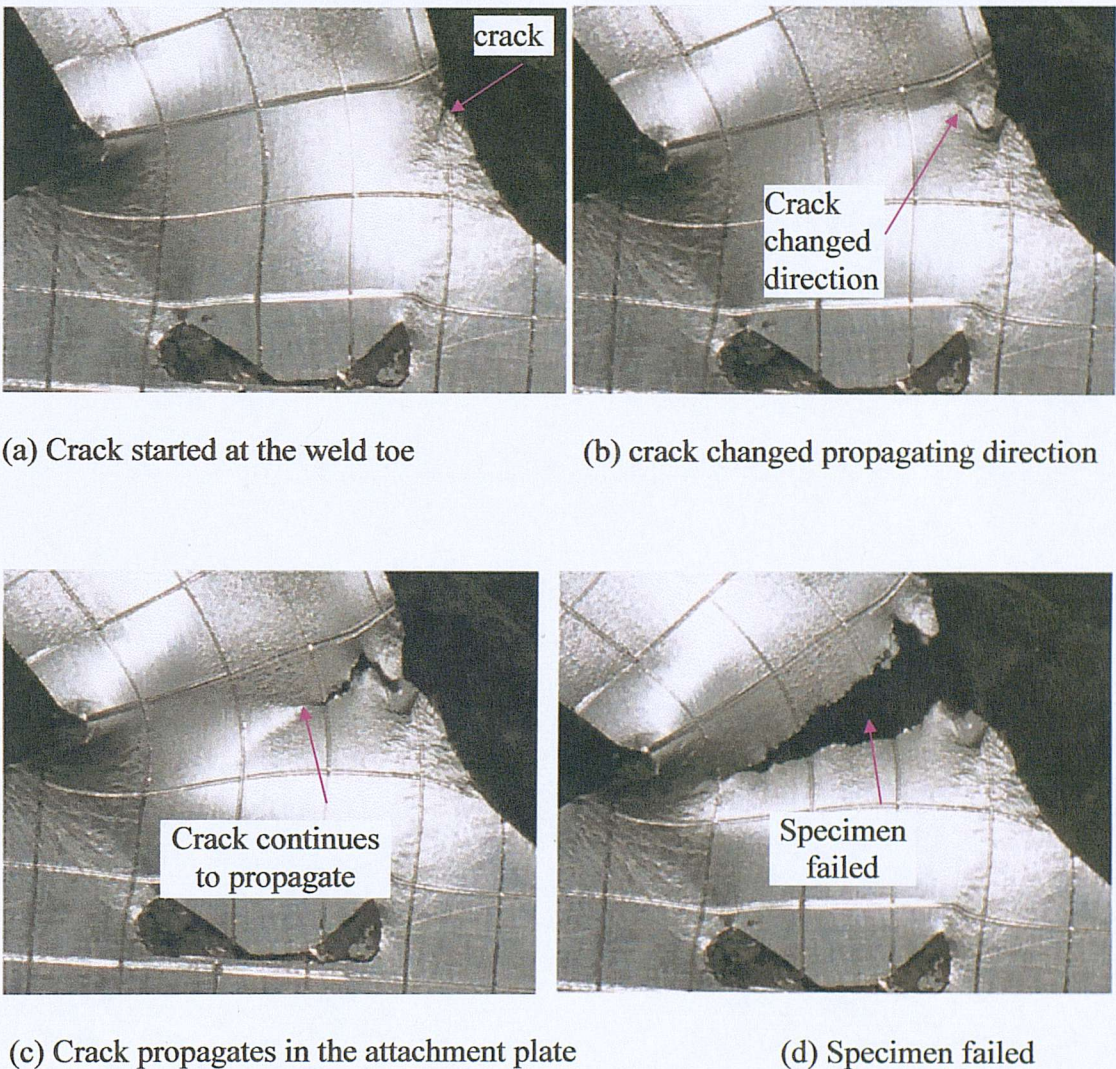 crack
Crack
changed
direction
(a) Crack started at the weld toe
(b) crack changed propagating direction
Crack continues
to propagate
Specimen
failed
(c) Crack propagates in the attachment plate
(d) Specimen failed